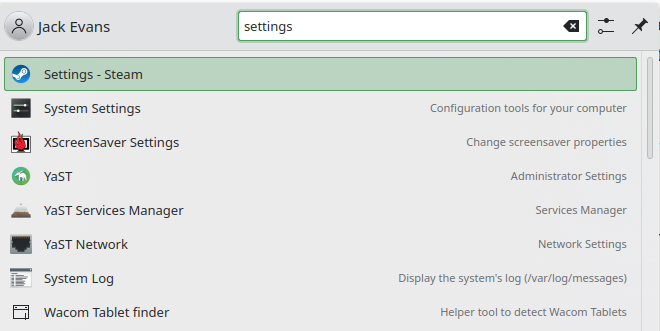 Jack Evans
settings
Settings - Steam
System Settings Configuration tools for your computer
XScreenSaver Settings Change screensaver properties
YaST Administrator Settings
YaST Services Manager Services Manager
YaST Network Network Settings
System Log Display the system's log (/var/log/messages)
Wacom Tablet finder Helper tool to detect Wacom Tablets